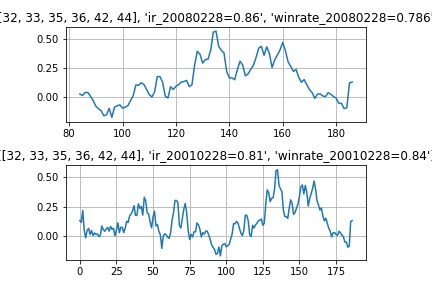 [32, 33, 35, 36, 42, 44], 'ir_20080228=0.86', 'winrate_20080228=0.786'
0.50
0.25
0.00
80 100 120 140 160 180
[[32, 33, 35, 36, 42, 44], 'ir_20010228=0.81', 'winrate_20010228=0.84']
0.50
0.25
0.00
0 25 50 75 100 125 150 175